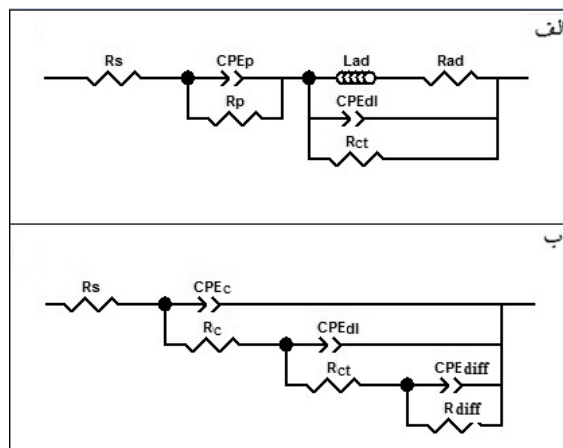 الف
Rs CPEp Lad Rad
Rp CPEdl
Rct
ب
Rs CPEc
Rc CPEdl
Rct CPEdiff
Rdiff